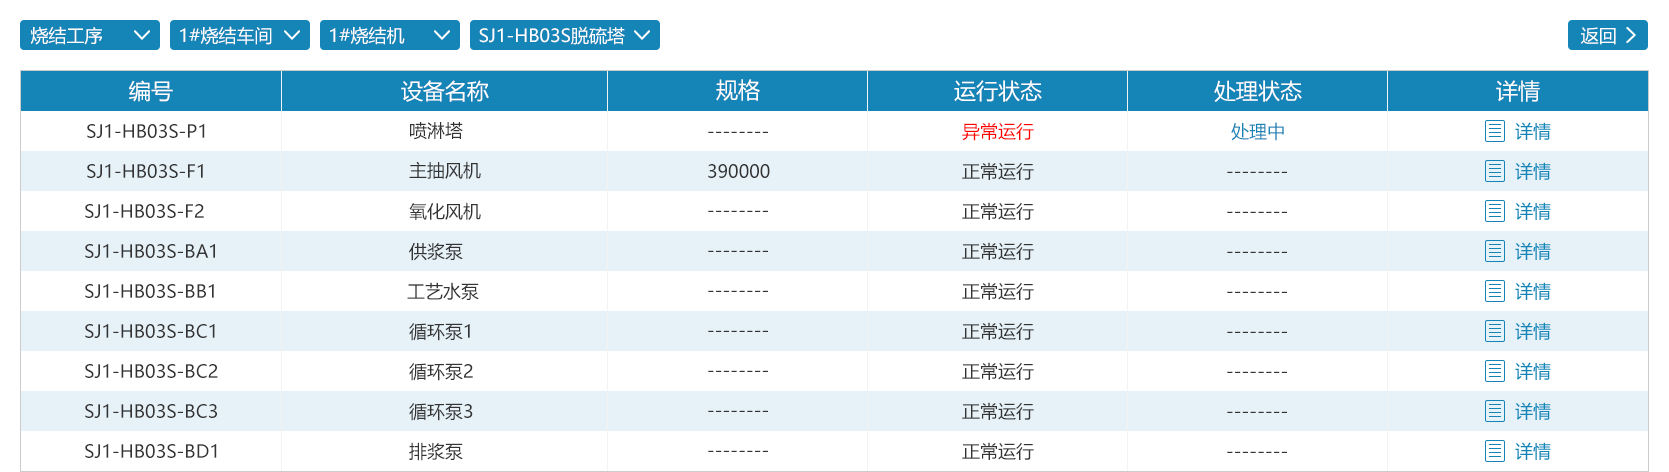 烧结工序 1#烧结车间 1#烧结机 SJ1-HB03S脱硫塔 返回
编号 设备名称 规格 运行状态 处理状态 详情
SJ1-HB03S-P1 喷淋塔 -------- 异常运行 处理中 详情
SJ1-HB03S-F1 主抽风机 390000 正常运行 -------- 详情
SJ1-HB03S-F2 氧化风机 -------- 正常运行 -------- 详情
SJ1-HB03S-BA1 供浆泵 -------- 正常运行 -------- 详情
SJ1-HB03S-BB1 工艺水泵 -------- 正常运行 -------- 详情
SJ1-HB03S-BC1 循环泵1 -------- 正常运行 -------- 详情
SJ1-HB03S-BC2 循环泵2 -------- 正常运行 -------- 详情
SJ1-HB03S-BC3 循环泵3 -------- 正常运行 -------- 详情
SJ1-HB03S-BD1 排浆泵 -------- 正常运行 -------- 详情